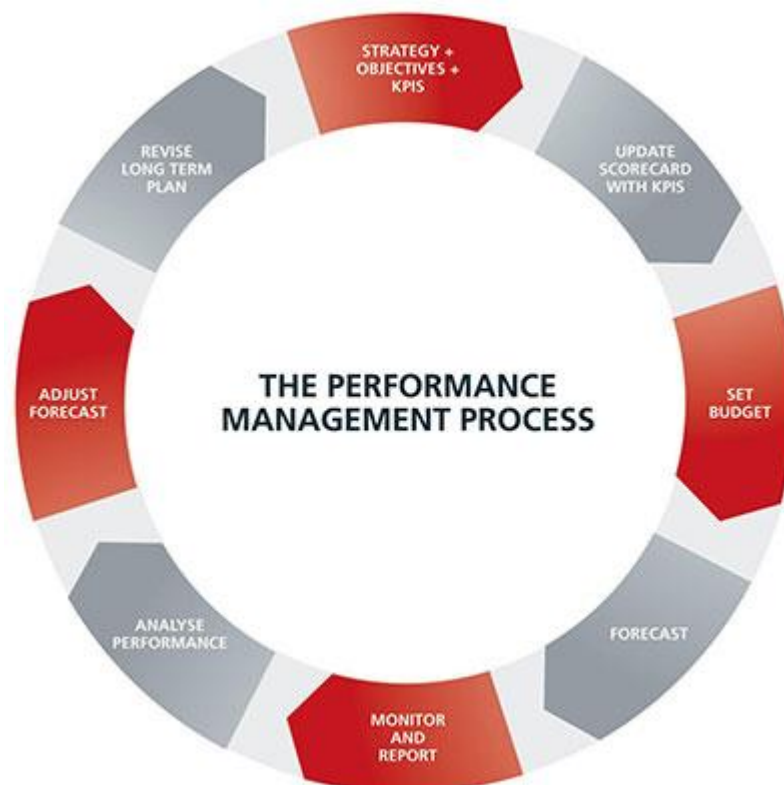 STRATEGY +
OBJECTIVES +
KPIS
UPDATE
SCORECARD
WITH KPIS
SET
BUDGET
FORECAST
MONITOR
AND
REPORT
ANALYSE
PERFORMANCE
ADJUST
FORECAST
REVISE
LONG TERM
PLAN
THE PERFORMANCE
MANAGEMENT PROCESS